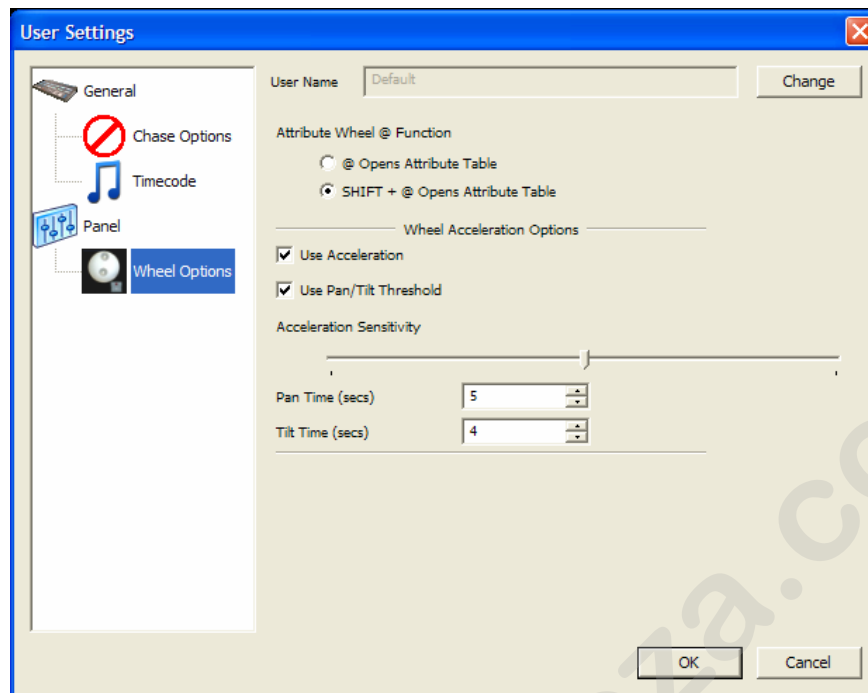 User Settings
General
Chase Options
Timecode
Panel
Wheel Options
User Name Default Change
Attribute Wheel @ Function
@ Opens Attribute Table
SHIFT + @ Opens Attribute Table
Wheel Acceleration Options
Use Acceleration
Use Pan/Tilt Threshold
Acceleration Sensitivity
Pan Time (secs) 5
Tilt Time (secs) 4
OK Cancel